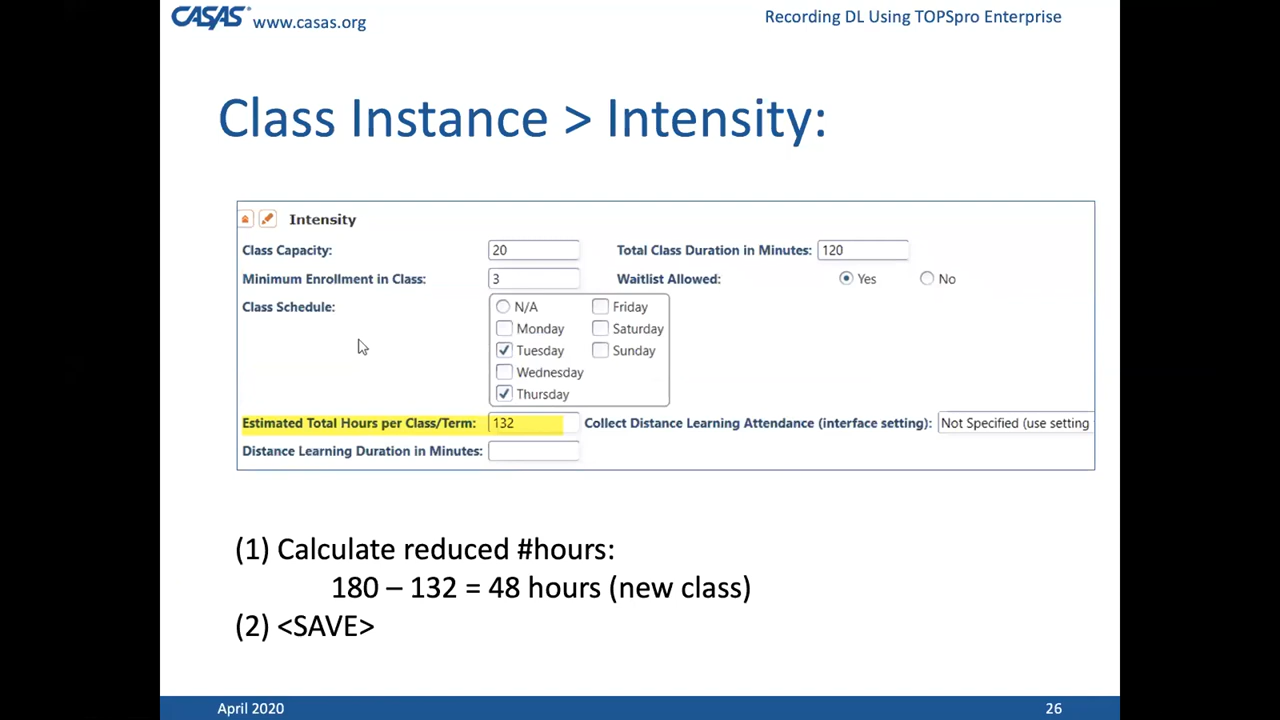 CASAS www.casas.org
Recording DL Using TOPSpro Enterprise
Class Instance > Intensity:
Intensity
Class Capacity: 20 Total Class Duration in Minutes: 120
Minimum Enrollment in Class: 3 Waitlist Allowed: Yes No
Class Schedule: N/A Friday
Monday Saturday
Tuesday Sunday
Wednesday
Thursday
Estimated Total Hours per Class/Term: 132 Collect Distance Learning Attendance (interface setting): Not Specified (use setting
Distance Learning Duration in Minutes:
(1) Calculate reduced #hours:
180 – 132 = 48 hours (new class)
(2) <SAVE>
April 2020 26